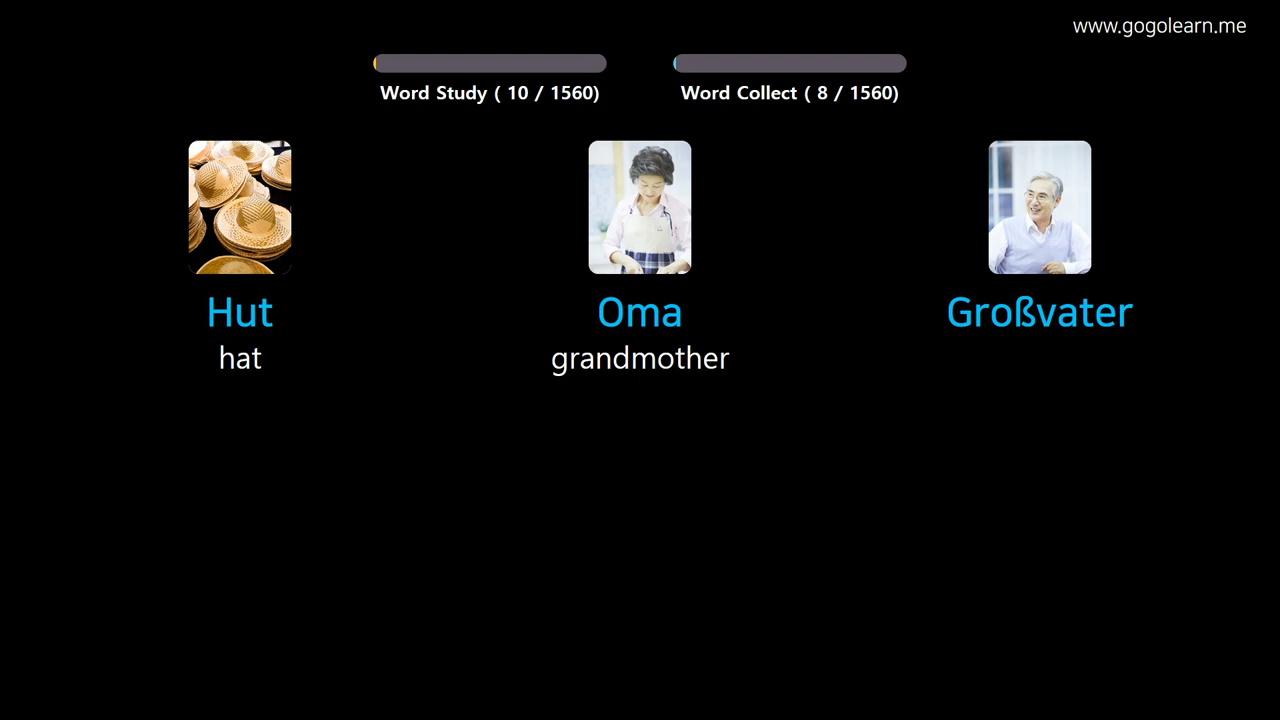 www.gogolearn.me
Word Study ( 10 / 1560)
Word Collect ( 8 / 1560)
Hut
hat
Oma
grandmother
Großvater